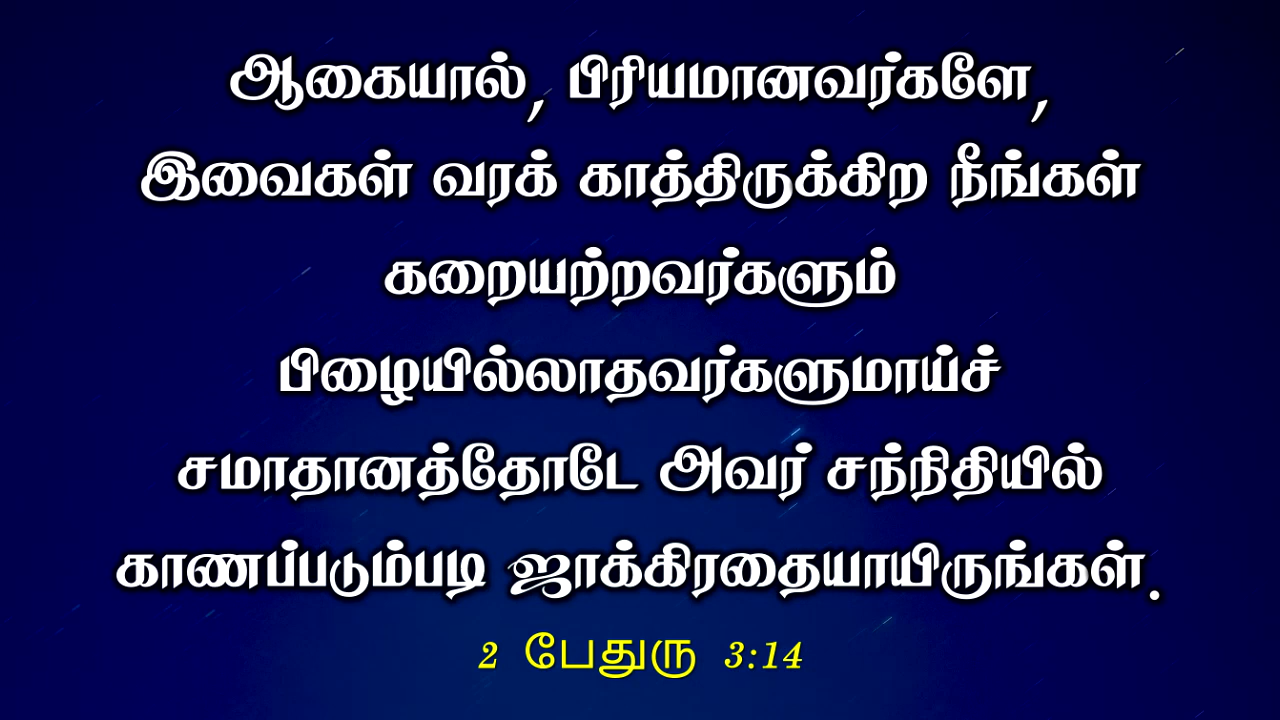 ஆகையால், பிரியமானவர்களே,
இவைகள் வரக் காத்திருக்கிற நீங்கள்
கறையற்றவர்களும்
பிழையில்லாதவர்களுமாய்ச்
சமாதானத்தோடே அவர் சந்நிதியில்
காணப்படும்படி ஜாக்கிரதையாயிருங்கள்.
2 பேதுரு 3:14